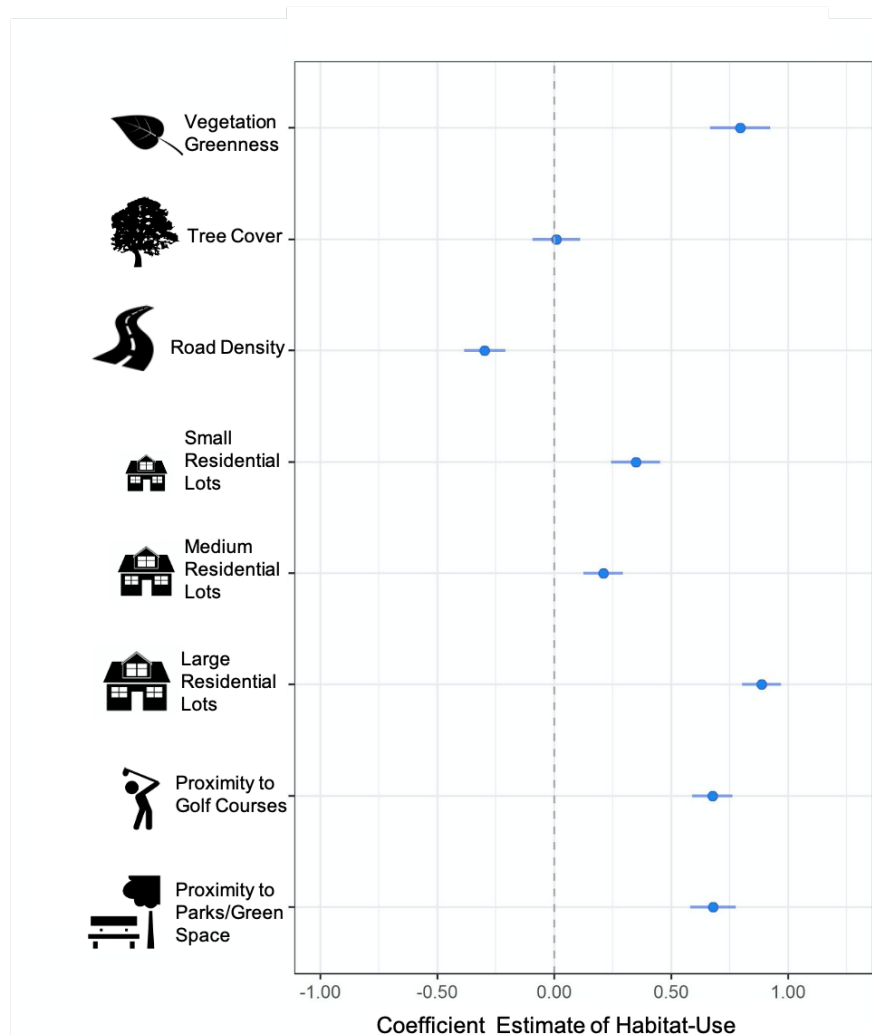 Vegetation
Greenness
Tree Cover
Road Density
Small
Residential
Lots
Medium
Residential
Lots
Large
Residential
Lots
Proximity to
Golf Courses
Proximity to
Parks/Green
Space
-1.00 -0.50 0.00 0.50 1.00
Coefficient Estimate of Habitat-Use